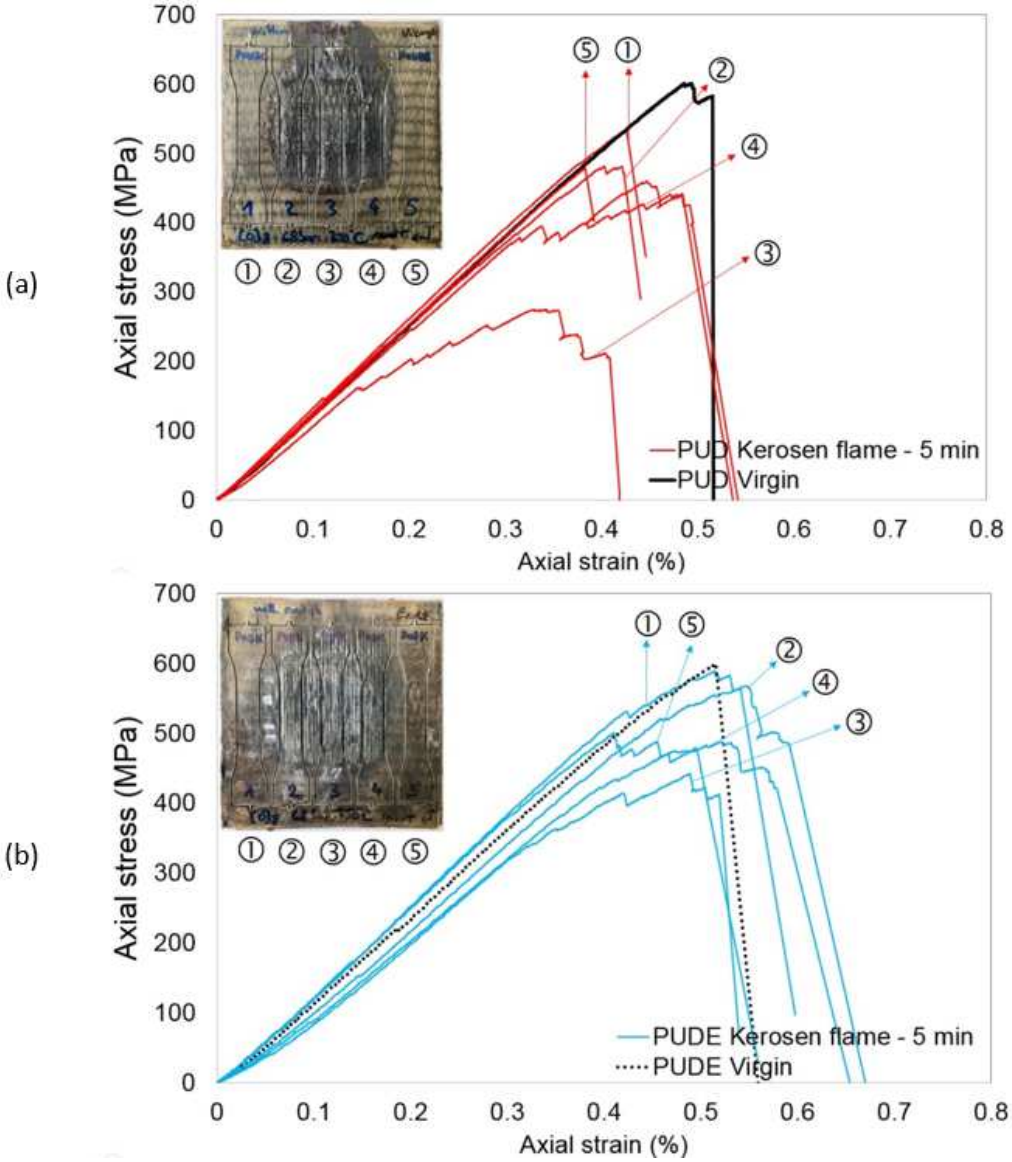 (a)
Axial stress (MPa)
700
600
500
400
300
200
100
0
0 0.1 0.2 0.3 0.4 0.5 0.6 0.7 0.8
Axial strain (%)
⑤ ① ② ④ ③
PUD Kerosen flame - 5 min
PUD Virgin
1 2 3 4 5
① ② ③ ④ ⑤
(b)
Axial stress (MPa)
700
600
500
400
300
200
100
0
0 0.1 0.2 0.3 0.4 0.5 0.6 0.7 0.8
Axial strain (%)
① ⑤ ② ④ ③
PUDE Kerosen flame - 5 min
PUDE Virgin
1 2 3 4 5
① ② ③ ④ ⑤